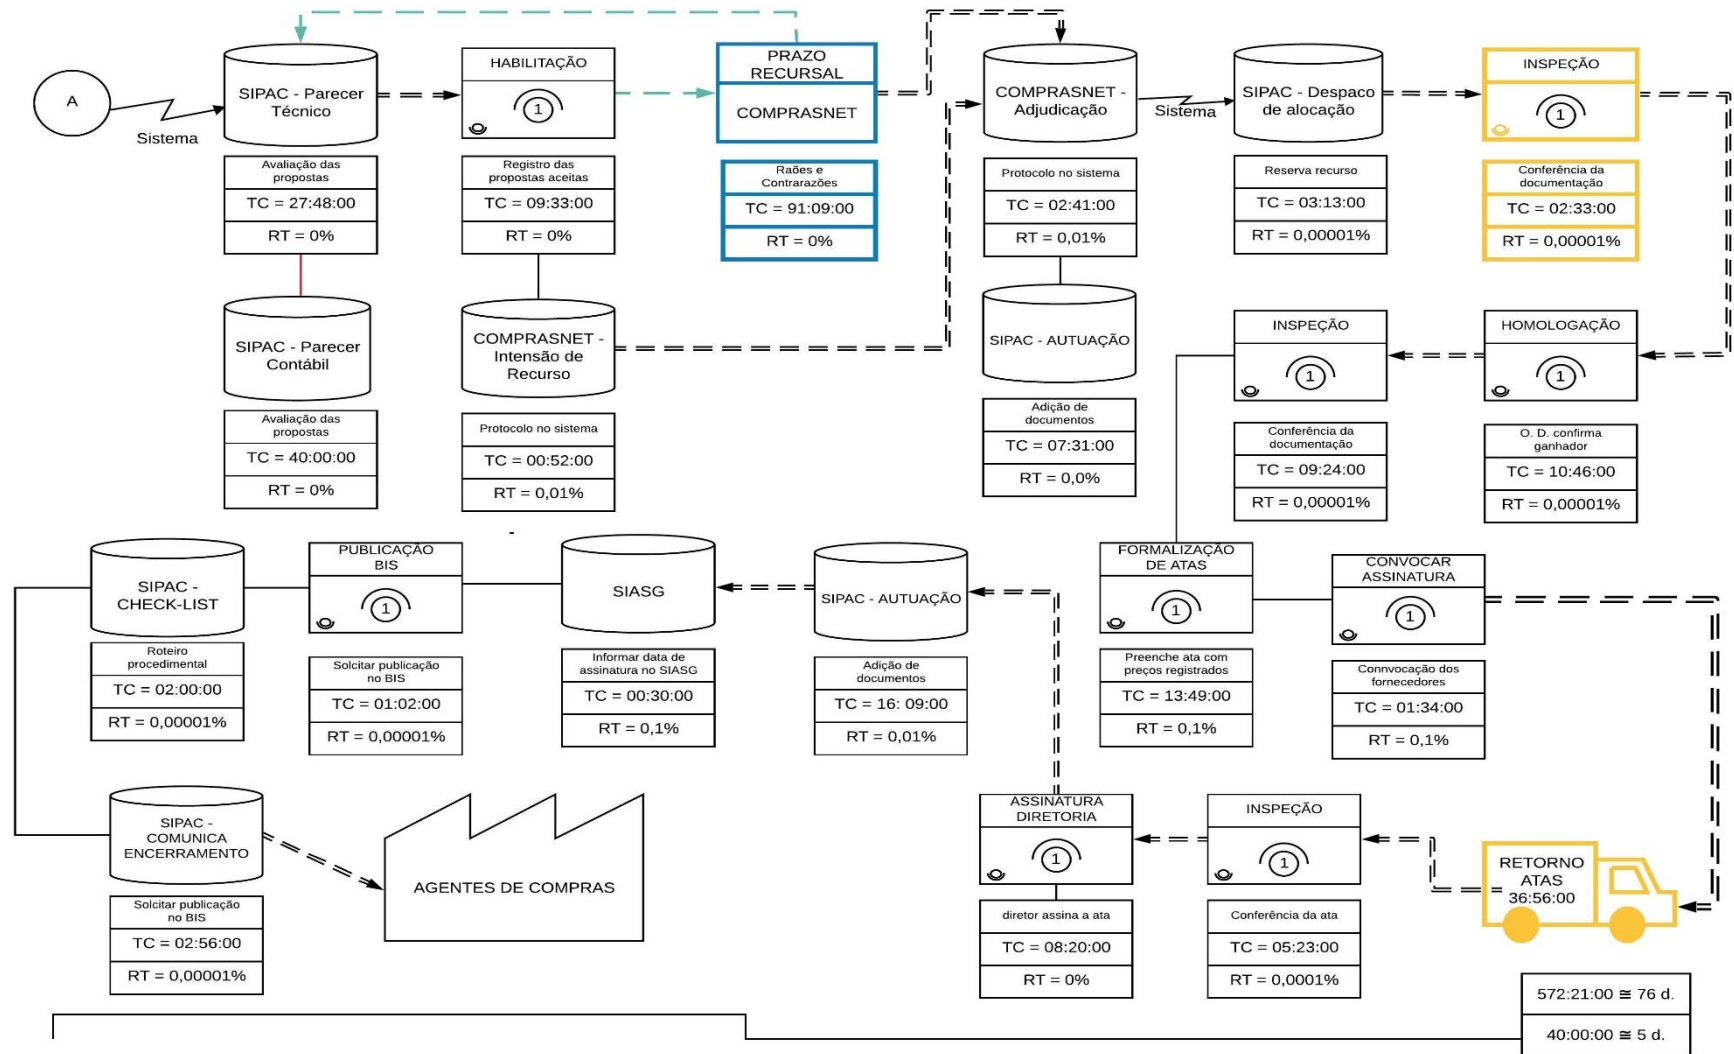 A
Sistema
SIPAC - Parecer
Técnico
Avaliação das
propostas
TC = 27:48:00
RT = 0%
SIPAC - Parecer
Contábil
Avaliação das
propostas
TC = 40:00:00
RT = 0%
HABILITAÇÃO
1
Registro das
propostas aceitas
TC = 09:33:00
RT = 0%
COMPRASNET -
Intensão de
Recurso
Protocolo no sistema
TC = 00:52:00
RT = 0,01%
PRAZO
RECURSAL
COMPRASNET
Raões e
Contrarazões
TC = 91:09:00
RT = 0%
COMPRASNET -
Adjudicação
Protocolo no sistema
TC = 02:41:00
RT = 0,01%
SIPAC - AUTUAÇÃO
Adição de
documentos
TC = 07:31:00
RT = 0,0%
Sistema
SIPAC - Despaco
de alocação
Reserva recurso
TC = 03:13:00
RT = 0,00001%
INSPEÇÃO
1
Conferência da
documentação
TC = 02:33:00
RT = 0,00001%
HOMOLOGAÇÃO
1
O. D. confirma
ganhador
TC = 10:46:00
RT = 0,00001%
INSPEÇÃO
1
Conferência da
documentação
TC = 09:24:00
RT = 0,00001%
FORMALIZAÇÃO
DE ATAS
1
Preenche ata com
preços registrados
TC = 13:49:00
RT = 0,1%
CONVOCAR
ASSINATURA
1
Connvocação dos
fornecedores
TC = 01:34:00
RT = 0,1%
RETORNO
ATAS
36:56:00
INSPEÇÃO
1
Conferência da ata
TC = 05:23:00
RT = 0,0001%
ASSINATURA
DIRETORIA
1
diretor assina a ata
TC = 08:20:00
RT = 0%
SIPAC - AUTUAÇÃO
Adição de
documentos
TC = 16: 09:00
RT = 0,01%
SIASG
Informar data de
assinatura no SIASG
TC = 00:30:00
RT = 0,1%
PUBLICAÇÃO
BIS
1
Solcitar publicação
no BIS
TC = 01:02:00
RT = 0,00001%
SIPAC -
CHECK-LIST
Roteiro
procedimental
TC = 02:00:00
RT = 0,00001%
SIPAC -
COMUNICA
ENCERRAMENTO
Solcitar publicação
no BIS
TC = 02:56:00
RT = 0,00001%
AGENTES DE COMPRAS
572:21:00 ≅ 76 d.
40:00:00 ≅ 5 d.